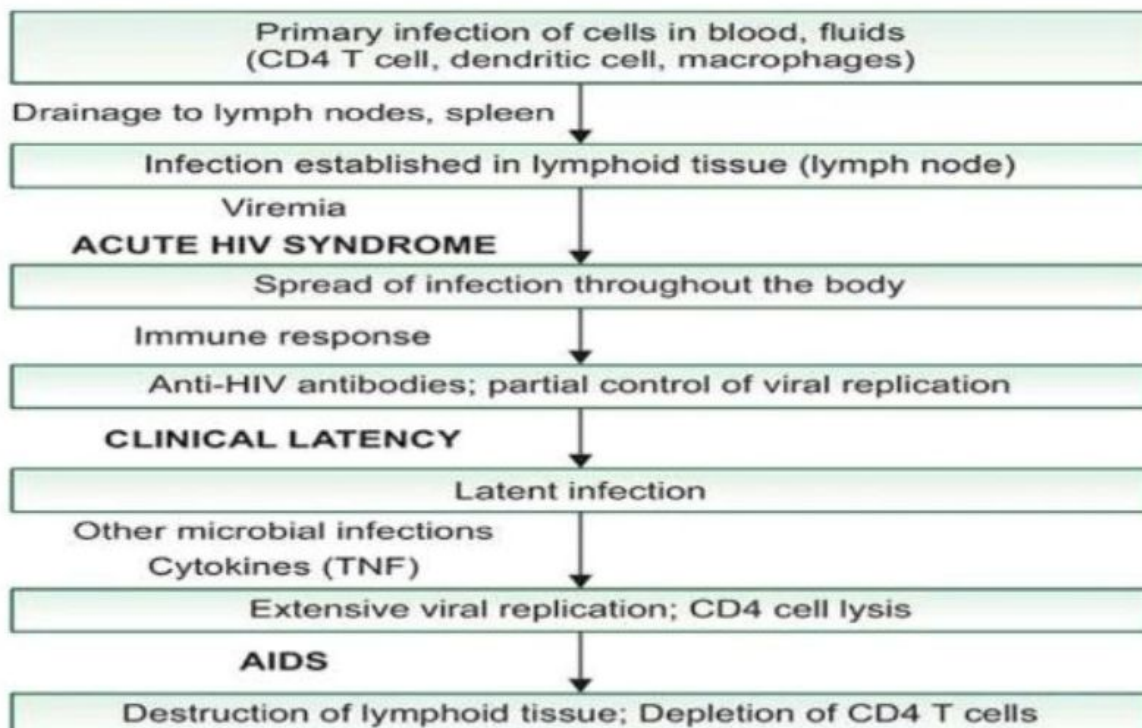 Primary infection of cells in blood, fluids
(CD4 T cell, dendritic cell, macrophages)
Drainage to lymph nodes, spleen
Infection established in lymphoid tissue (lymph node)
Viremia
ACUTE HIV SYNDROME
Spread of infection throughout the body
Immune response
Anti-HIV antibodies; partial control of viral replication
CLINICAL LATENCY
Latent infection
Other microbial infections
Cytokines (TNF)
Extensive viral replication; CD4 cell lysis
AIDS
Destruction of lymphoid tissue; Depletion of CD4 T cells